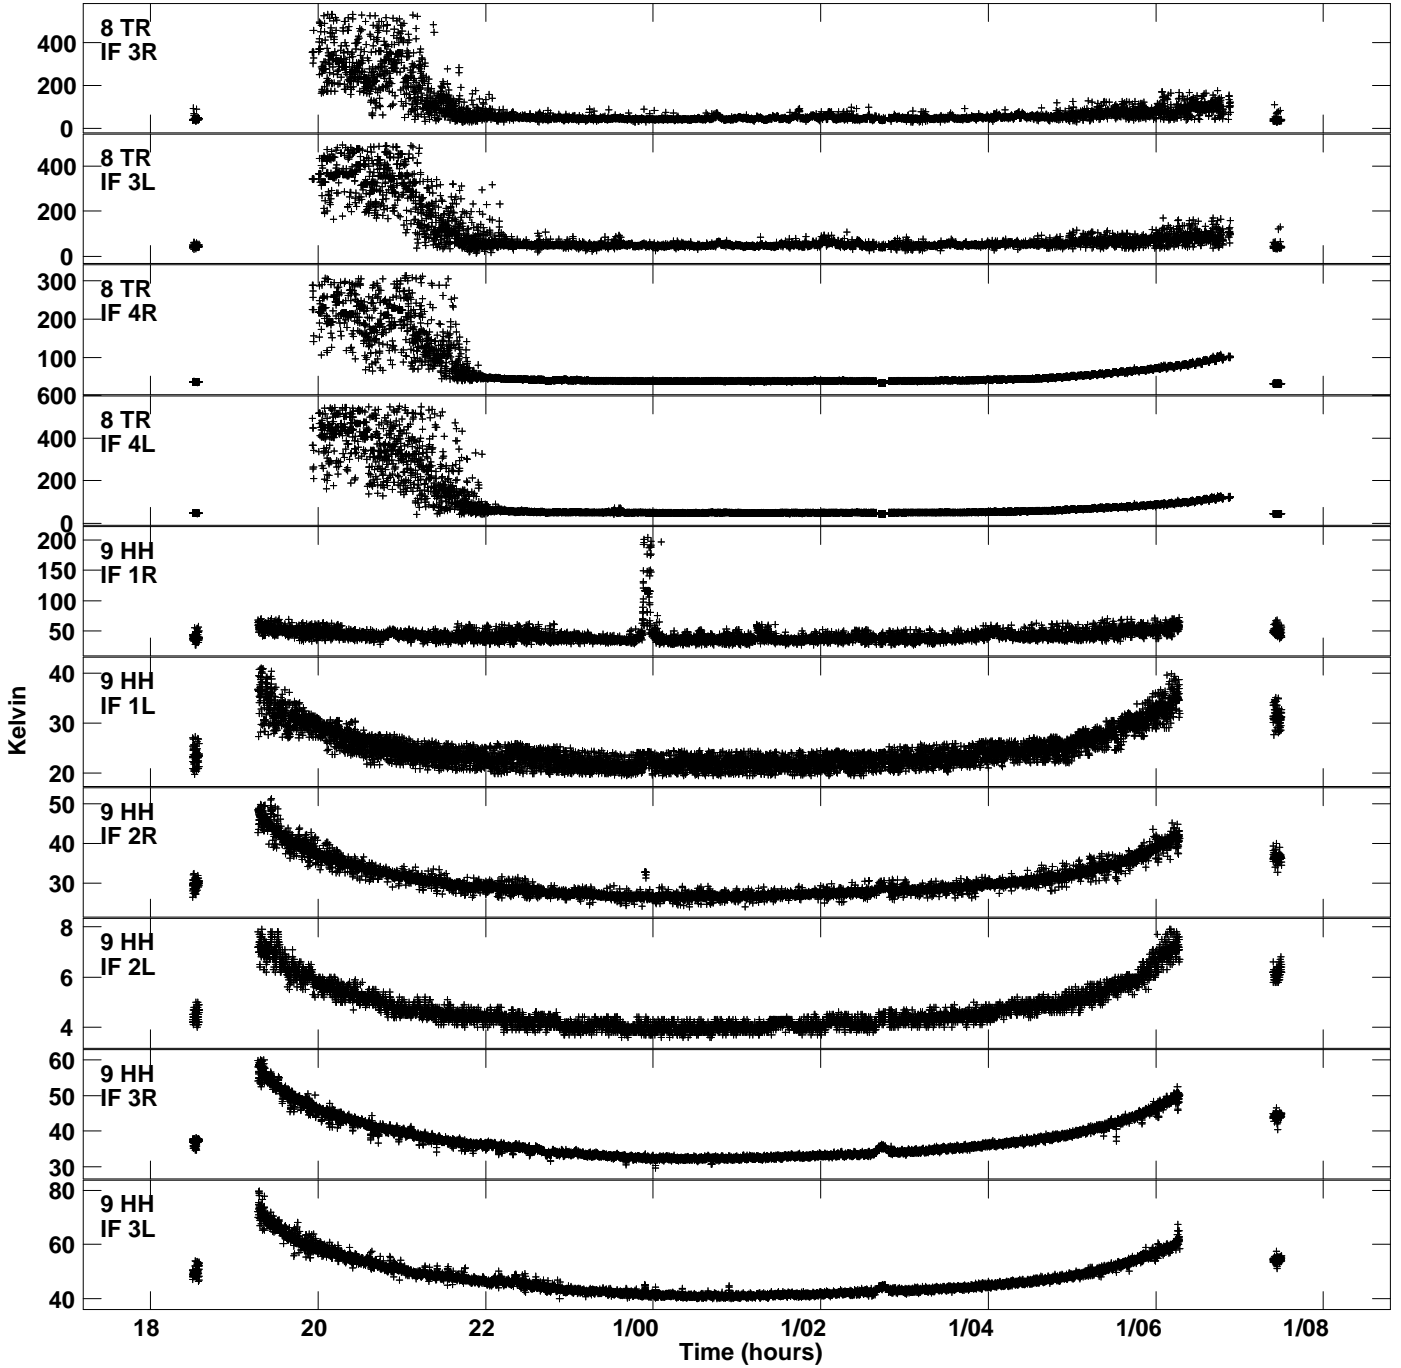 8 TR
IF 3R
400
200
0
8 TR
IF 3L
400
200
0
8 TR
IF 4R
300
200
100
8 TR
IF 4L
600
400
200
0
9 HH
IF 1R
200
150
100
50
9 HH
IF 1L
40
30
20
9 HH
IF 2R
50
40
30
9 HH
IF 2L
8
6
4
9 HH
IF 3R
60
50
40
30
9 HH
IF 3L
80
60
40
Kelvin
18 20 22 1/00 1/02 1/04 1/06 1/08
Time (hours)